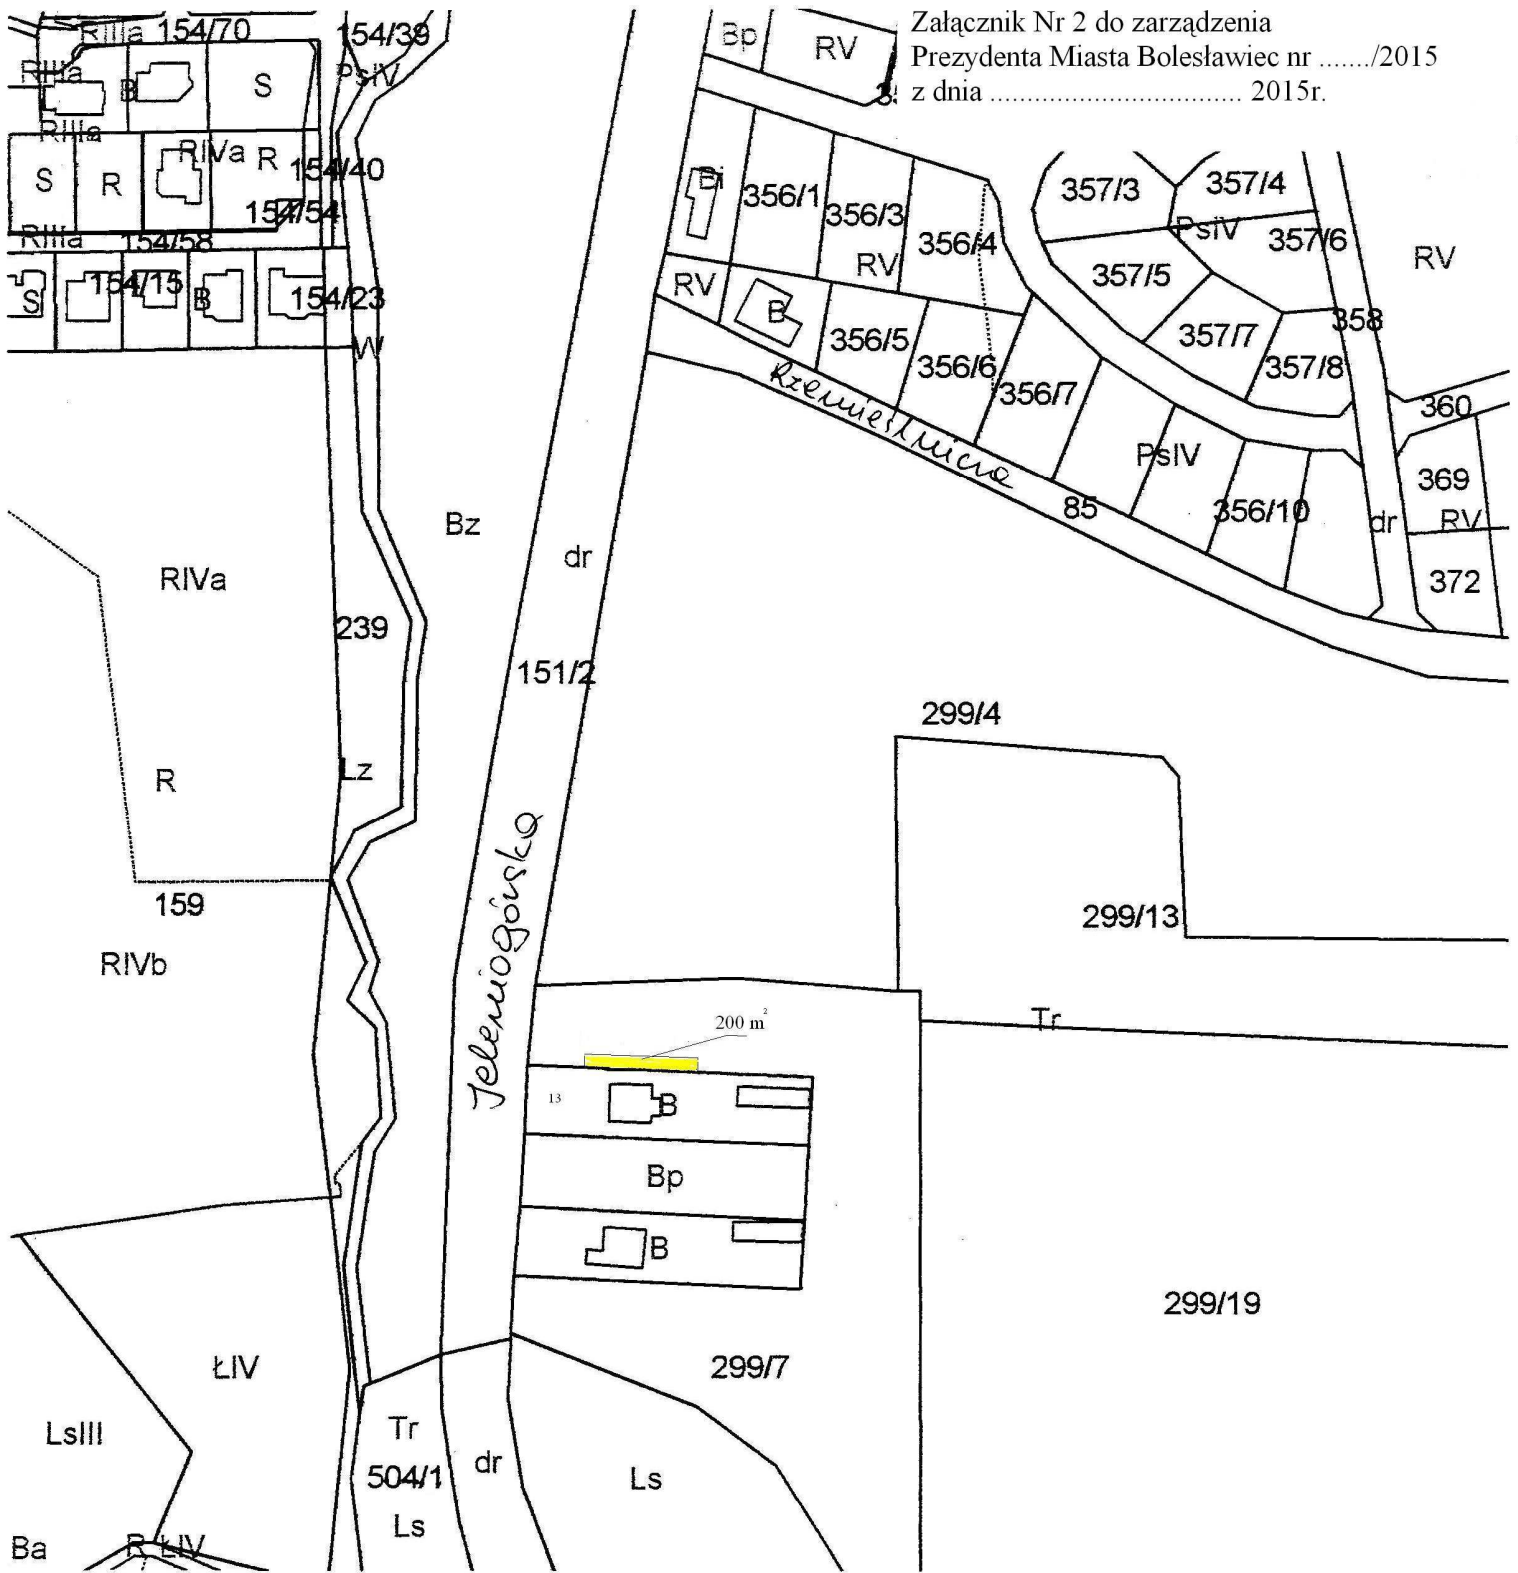 Załącznik Nr 2 do zarządzenia
Prezydenta Miasta Bolesławiec nr ......./2015
z dnia .................................. 2015r.
RIIIa 154/70
154/39
Bp
RV
RIIIa
B
S
PsIV
RIIIa
RIVa
R
154/40
S
R
154/54
RIIIa
154/58
S
154/15
B
154/23
W
Bi
356/1
356/3
356/4
RV
RV
B
356/5
356/6
356/7
357/3
357/4
PsIV
357/6
RV
357/5
357/7
358
357/8
360
Rzemieślnicza
PsIV
369
85
356/10
dr
RV
372
Bz
dr
RIVa
239
151/2
299/4
Lz
R
Jeleniogórska
159
299/13
RIVb
Tr
200 m²
13
B
Bp
B
299/19
299/7
ŁIV
LsIII
Tr
504/1
dr
Ls
Ls
Ba
R
ŁIV